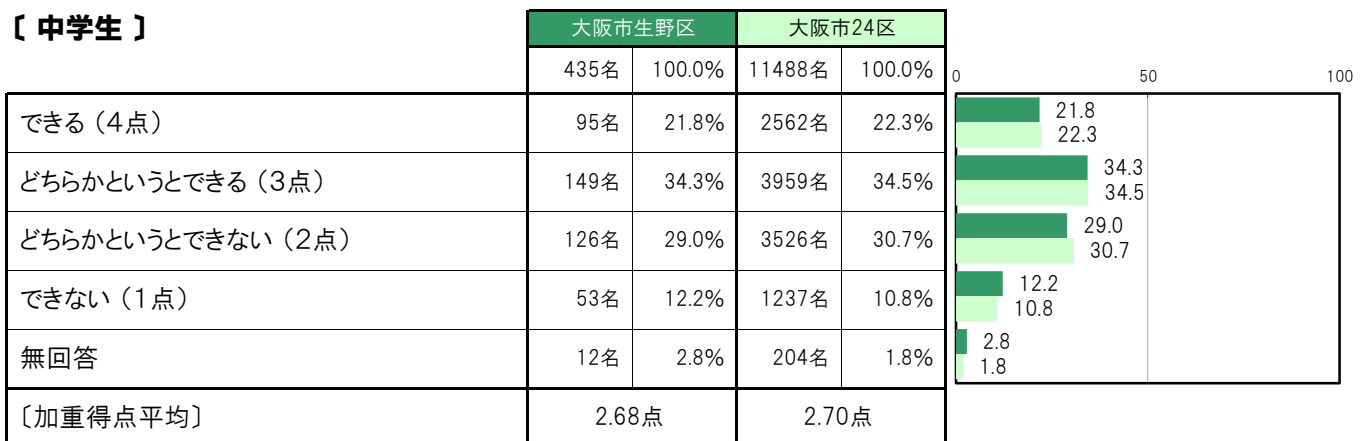 〔 中学生 〕
大阪市生野区 大阪市24区
435名 100.0% 11488名 100.0%
0 50 100
できる（4点） 95名 21.8% 2562名 22.3%
21.8
22.3
どちらかというとできる（3点） 149名 34.3% 3959名 34.5%
34.3
34.5
どちらかというとできない（2点） 126名 29.0% 3526名 30.7%
29.0
30.7
できない（1点） 53名 12.2% 1237名 10.8%
12.2
10.8
無回答 12名 2.8% 204名 1.8%
2.8
1.8
〔加重得点平均〕 2.68点 2.70点